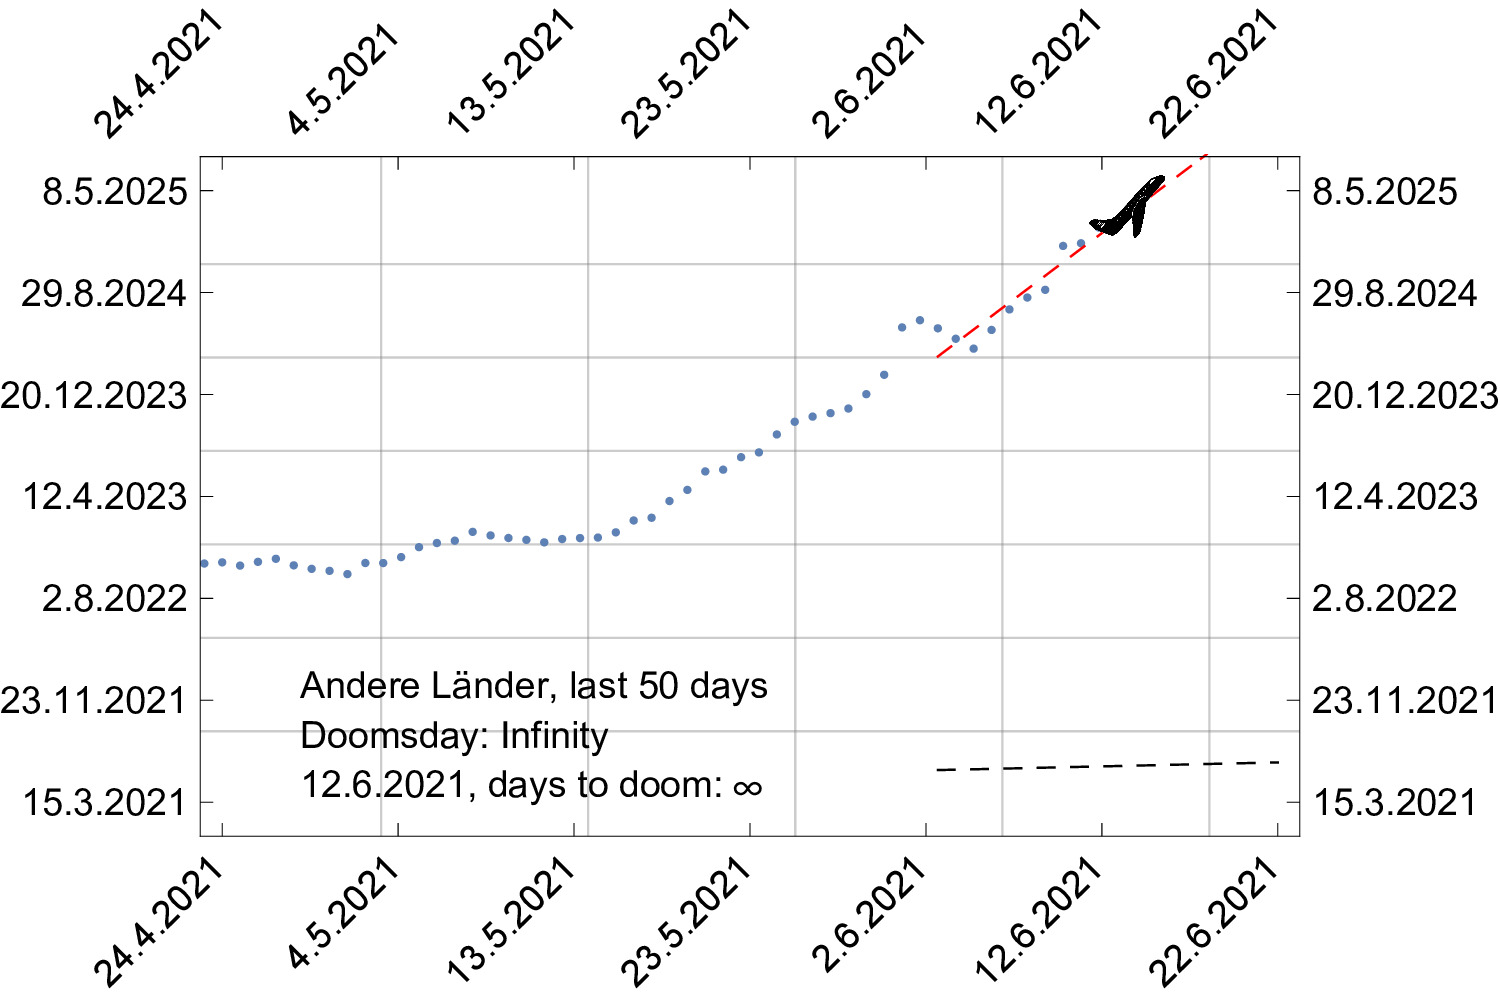 24.4.2021 4.5.2021 13.5.2021 23.5.2021 2.6.2021 12.6.2021 22.6.2021
8.5.2025 8.5.2025
29.8.2024 29.8.2024
20.12.2023 20.12.2023
12.4.2023 12.4.2023
2.8.2022 2.8.2022
Andere Länder, last 50 days
23.11.2021 23.11.2021
Doomsday: Infinity
12.6.2021, days to doom: ∞
15.3.2021 15.3.2021
24.4.2021 4.5.2021 13.5.2021 23.5.2021 2.6.2021 12.6.2021 22.6.2021